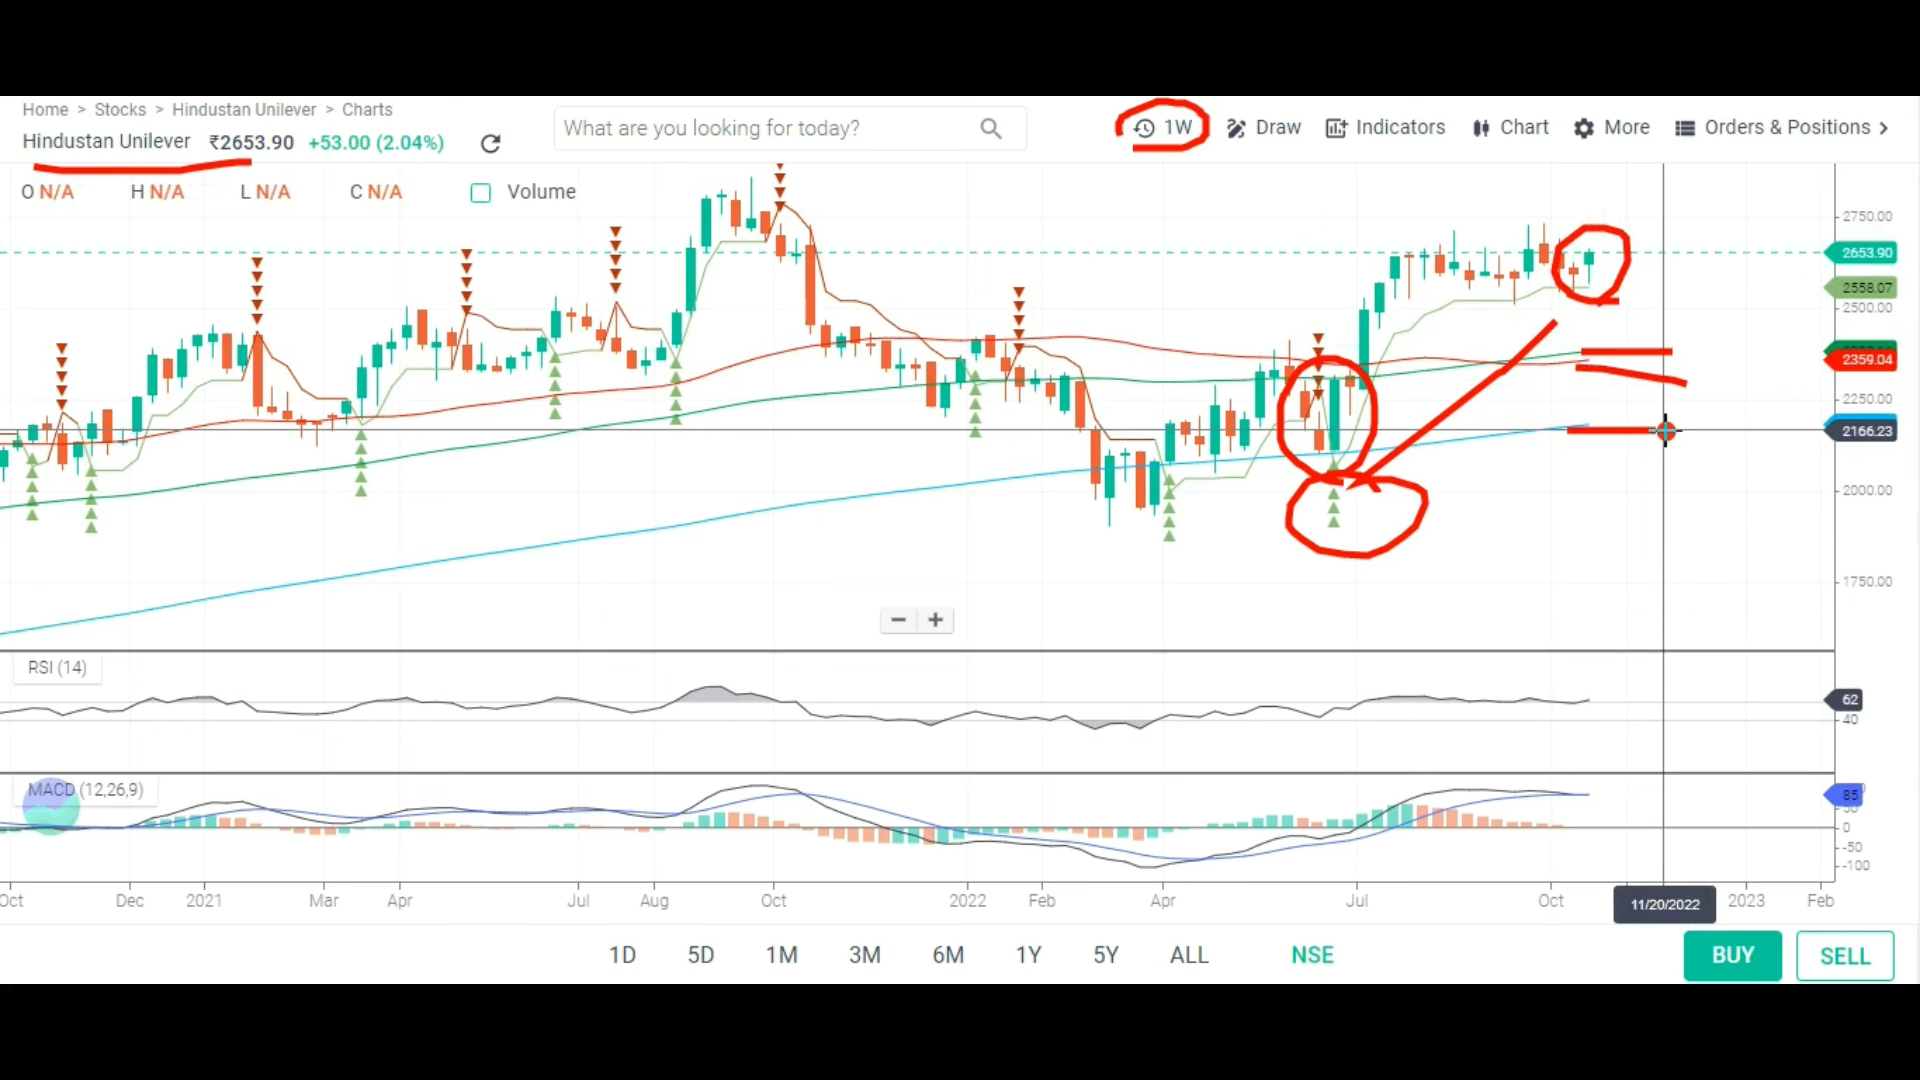 Home > Stocks > Hindustan Unilever > Charts
Hindustan Unilever ₹2653.90 +53.00 (2.04%)
What are you looking for today?
1W Draw Indicators Chart More Orders & Positions >
O N/A H N/A L N/A C N/A Volume
2750.00
2653.90
2558.07
2500.00
2359.04
2250.00
2166.23
2000.00
1750.00
− +
RSI (14)
62
40
MACD (12,26,9)
85
0
-50
-100
Oct Dec 2021 Mar Apr Jul Aug Oct 2022 Feb Apr Jul Oct 11/20/2022 2023 Feb
1D 5D 1M 3M 6M 1Y 5Y ALL NSE BUY SELL